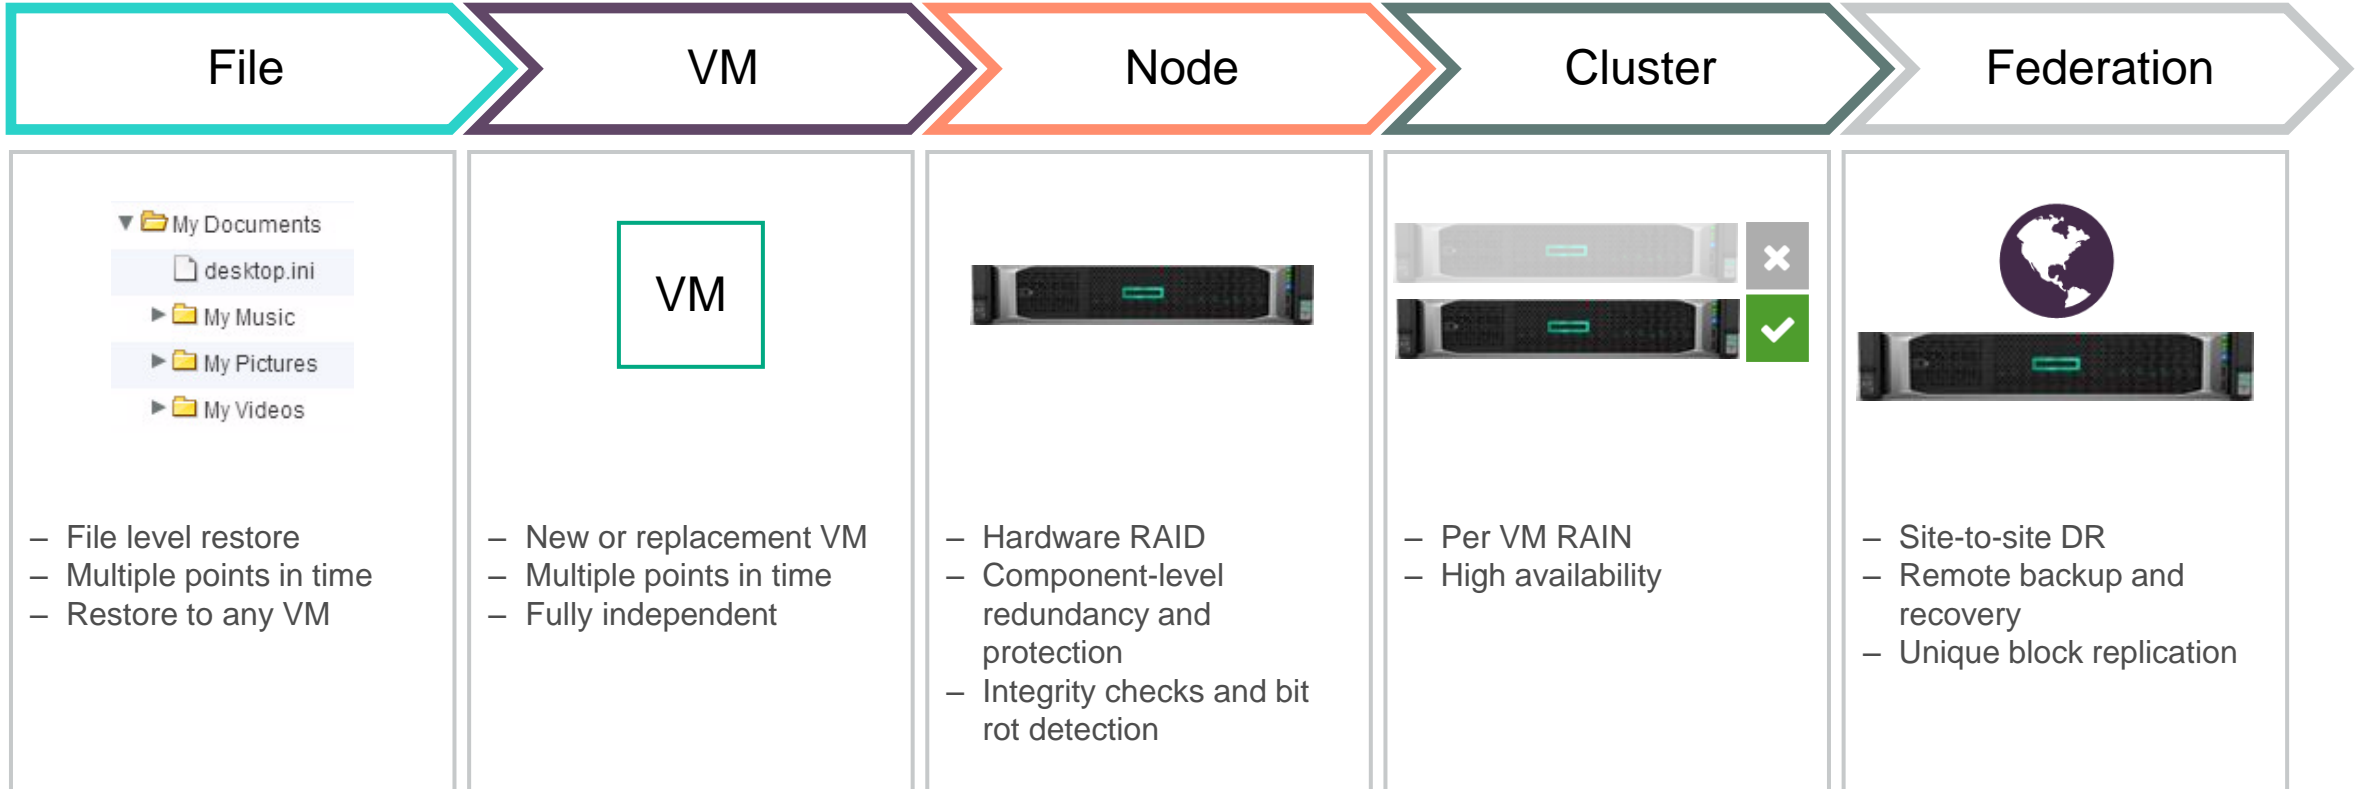 File
VM
Node
Cluster
Federation
My Documents
desktop.ini
My Music
My Pictures
My Videos
– File level restore
– Multiple points in time
– Restore to any VM
VM
– New or replacement VM
– Multiple points in time
– Fully independent
– Hardware RAID
– Component-level
redundancy and
protection
– Integrity checks and bit
rot detection
– Per VM RAIN
– High availability
– Site-to-site DR
– Remote backup and
recovery
– Unique block replication